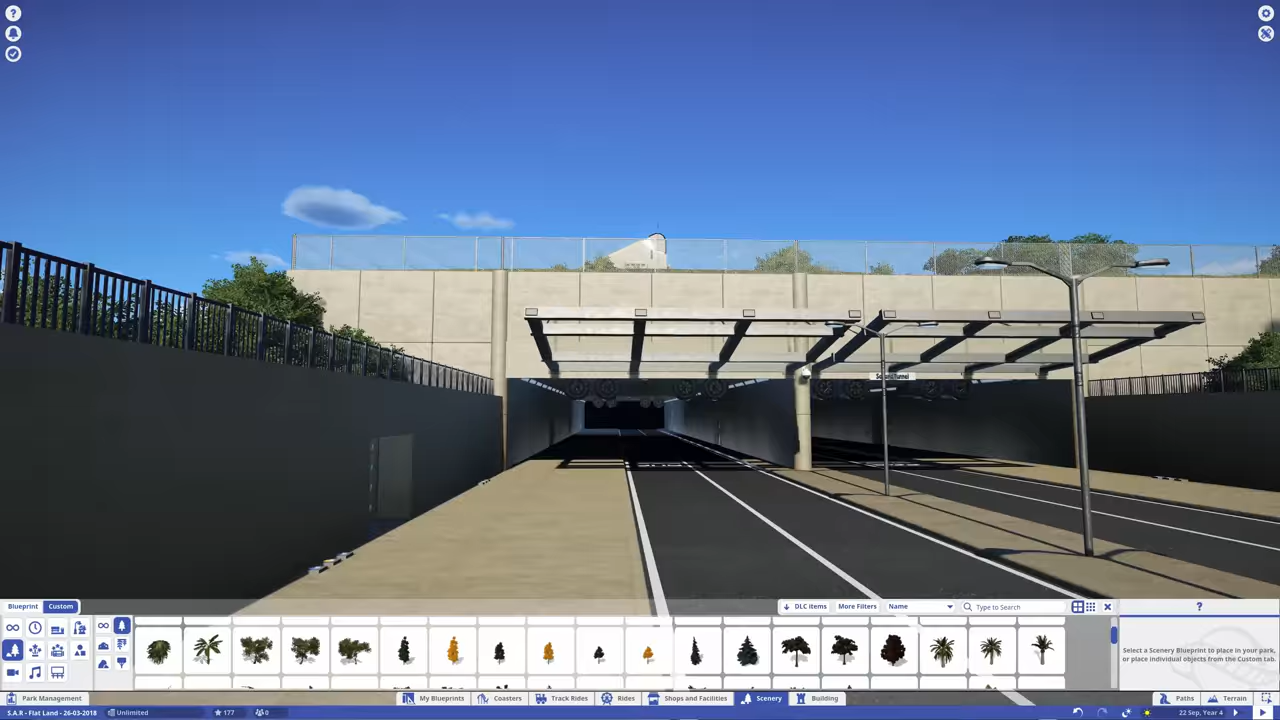 ?
Blueprint
Custom
DLC items
More Filters
Name
Type to Search
?
Select a Scenery Blueprint to place in your park,
or place individual objects from the Custom tab.
Park Management
My Blueprints
Coasters
Track Rides
Rides
Shops and Facilities
Scenery
Building
Paths
Terrain
S.A.R - Flat Land - 26-03-2018
Unlimited
177
0
22 Sep, Year 4